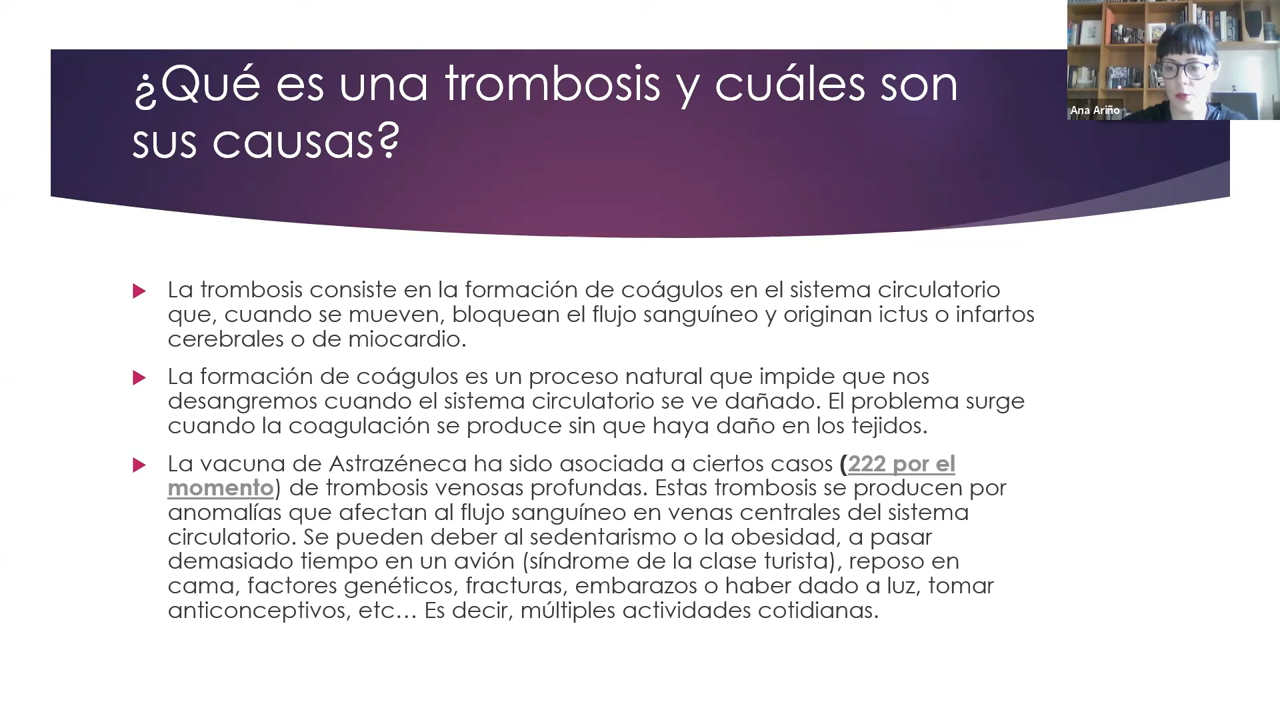 ¿Qué es una trombosis y cuáles son
sus causas?
Ana Ariño
La trombosis consiste en la formación de coágulos en el sistema circulatorio
que, cuando se mueven, bloquean el flujo sanguíneo y originan ictus o infartos
cerebrales o de miocardio.
La formación de coágulos es un proceso natural que impide que nos
desangremos cuando el sistema circulatorio se ve dañado. El problema surge
cuando la coagulación se produce sin que haya daño en los tejidos.
La vacuna de Astrazéneca ha sido asociada a ciertos casos (222 por el
momento) de trombosis venosas profundas. Estas trombosis se producen por
anomalías que afectan al flujo sanguíneo en venas centrales del sistema
circulatorio. Se pueden deber al sedentarismo o la obesidad, a pasar
demasiado tiempo en un avión (síndrome de la clase turista), reposo en
cama, factores genéticos, fracturas, embarazos o haber dado a luz, tomar
anticonceptivos, etc… Es decir, múltiples actividades cotidianas.